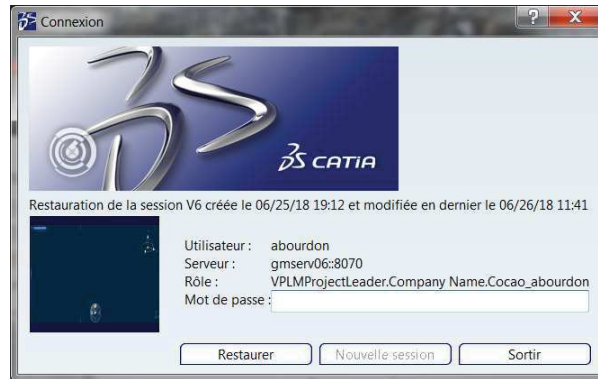 Connexion
3S CATIA
Restauration de la session V6 créée le 06/25/18 19:12 et modifiée en dernier le 06/26/18 11:41
Utilisateur : abourdon
Serveur : gmserv06::8070
Rôle : VPLMProjectLeader.Company Name.Cocao_abourdon
Mot de passe :
Restaurer Nouvelle session Sortir